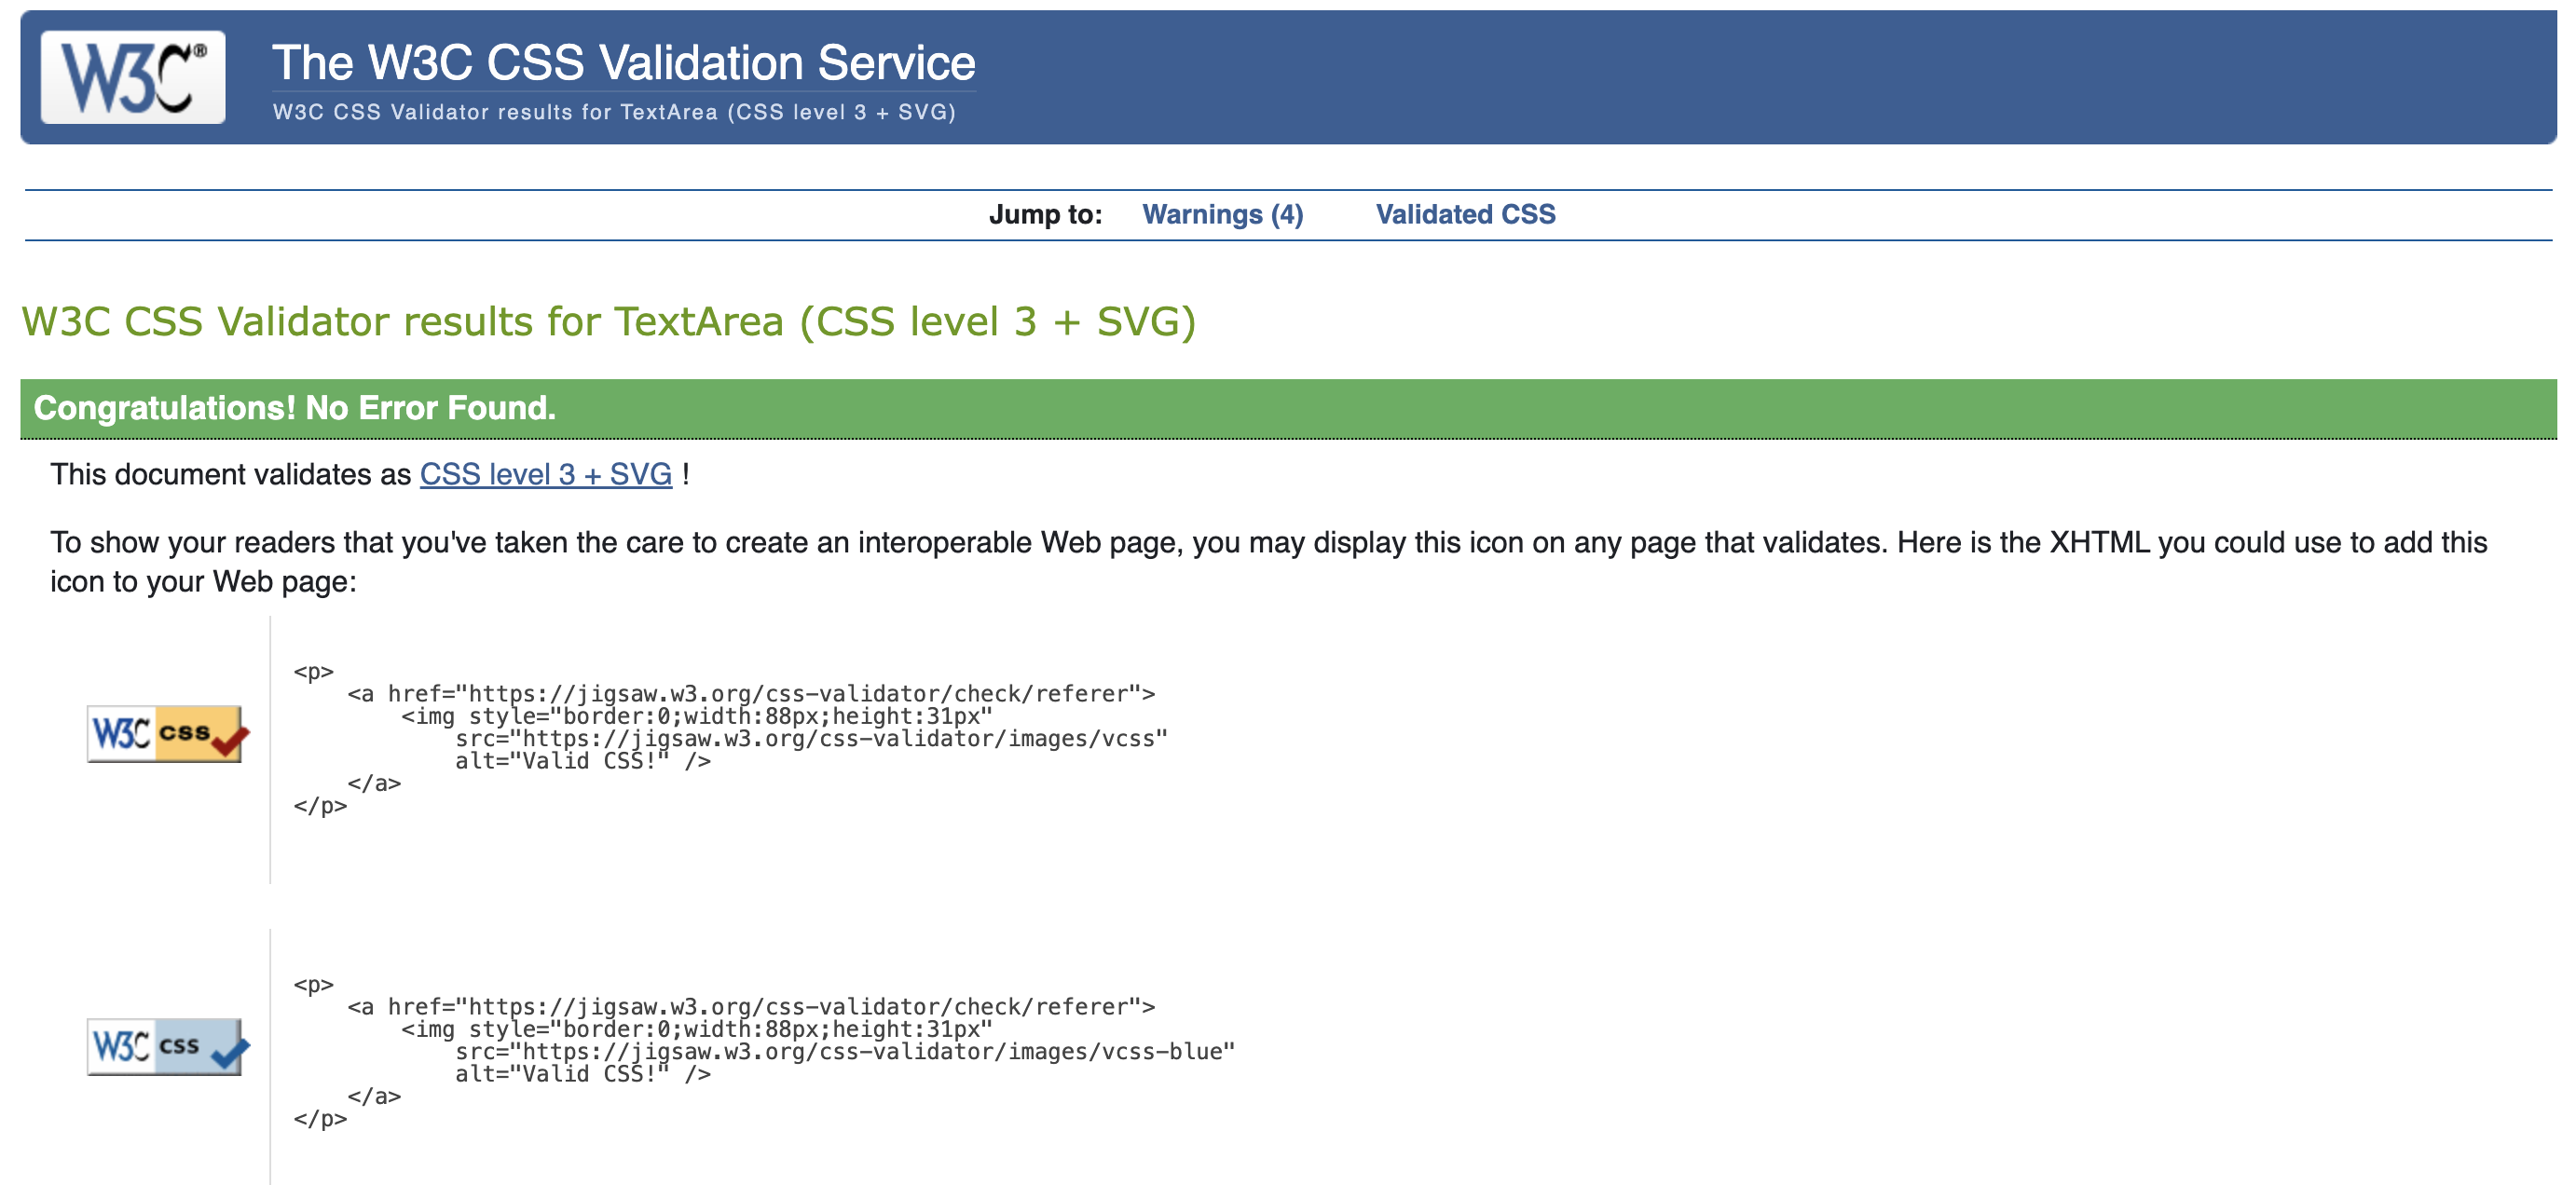 W3C®
The W3C CSS Validation Service
W3C CSS Validator results for TextArea (CSS level 3 + SVG)
Jump to: Warnings (4) Validated CSS
W3C CSS Validator results for TextArea (CSS level 3 + SVG)
Congratulations! No Error Found.
This document validates as CSS level 3 + SVG !
To show your readers that you've taken the care to create an interoperable Web page, you may display this icon on any page that validates. Here is the XHTML you could use to add this
icon to your Web page:
W3C css
<p>
    <a href="https://jigsaw.w3.org/css-validator/check/referer">
        <img style="border:0;width:88px;height:31px"
            src="https://jigsaw.w3.org/css-validator/images/vcss"
            alt="Valid CSS!" />
    </a>
</p>
W3C css
<p>
    <a href="https://jigsaw.w3.org/css-validator/check/referer">
        <img style="border:0;width:88px;height:31px"
            src="https://jigsaw.w3.org/css-validator/images/vcss-blue"
            alt="Valid CSS!" />
    </a>
</p>